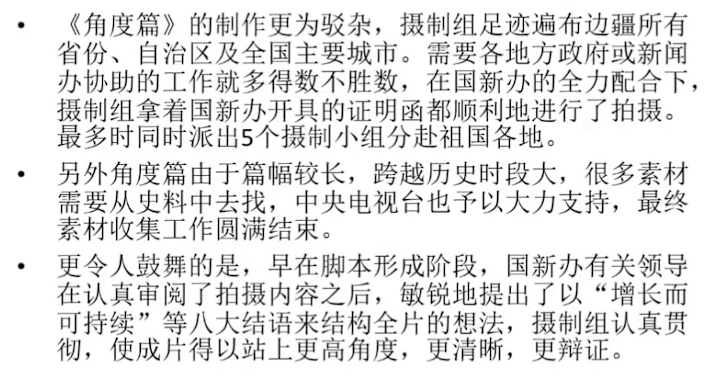 • 《角度篇》的制作更为驳杂，摄制组足迹遍布边疆所有
省份、自治区及全国主要城市。需要各地方政府或新闻
办协助的工作就多得数不胜数，在国新办的全力配合下，
摄制组拿着国新办开具的证明函都顺利地进行了拍摄。
最多时同时派出5个摄制小组分赴祖国各地。
• 另外角度篇由于篇幅较长，跨越历史时段大，很多素材
需要从史料中去找，中央电视台也予以大力支持，最终
素材收集工作圆满结束。
• 更令人鼓舞的是，早在脚本形成阶段，国新办有关领导
在认真审阅了拍摄内容之后，敏锐地提出了以“增长而
可持续”等八大结语来结构全片的想法，摄制组认真贯
彻，使成片得以站上更高角度，更清晰，更辩证。